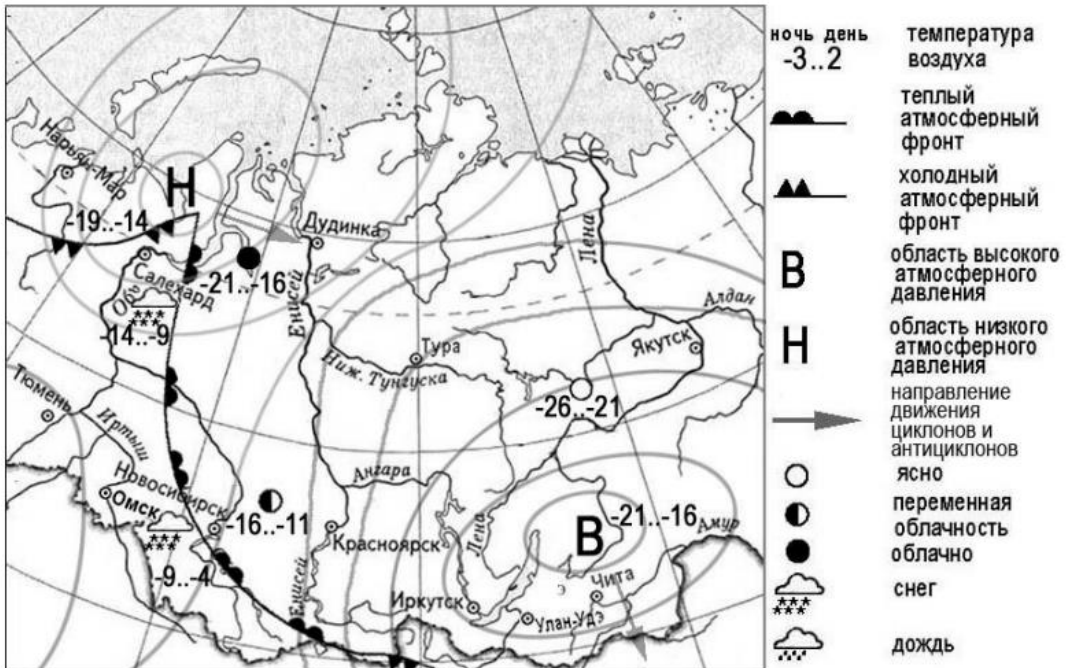 Нарьян-Мар
Н
-19..-14
Дудинка
Салехард
-21..-16
Обь
-14..-9
Енисей
Лена
Алдан
Тура
Якутск
Ниж. Тунгуска
Тюмень
-26..-21
Иртыш
Ангара
Новосибирск
Омск
-16..-11
Красноярск
Лена
В
-21..-16
Амур
-9..-4
Енисей
Иркутск
э
Чита
Улан-Удэ
ночь день
-3..2
температура
воздуха
теплый
атмосферный
фронт
холодный
атмосферный
фронт
В
область высокого
атмосферного
давления
Н
область низкого
атмосферного
давления
направление
движения
циклонов и
антициклонов
ясно
переменная
облачность
облачно
снег
дождь